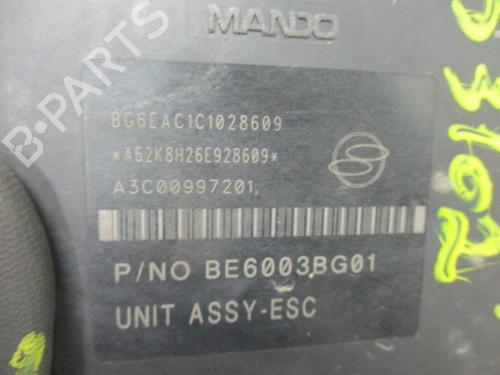 MANDO
BG6EAC1C1028609
*A62K8H26E928609*
A3C00997201,
P/NO BE6003BG01
UNIT ASSY-ESC
B-PARTS